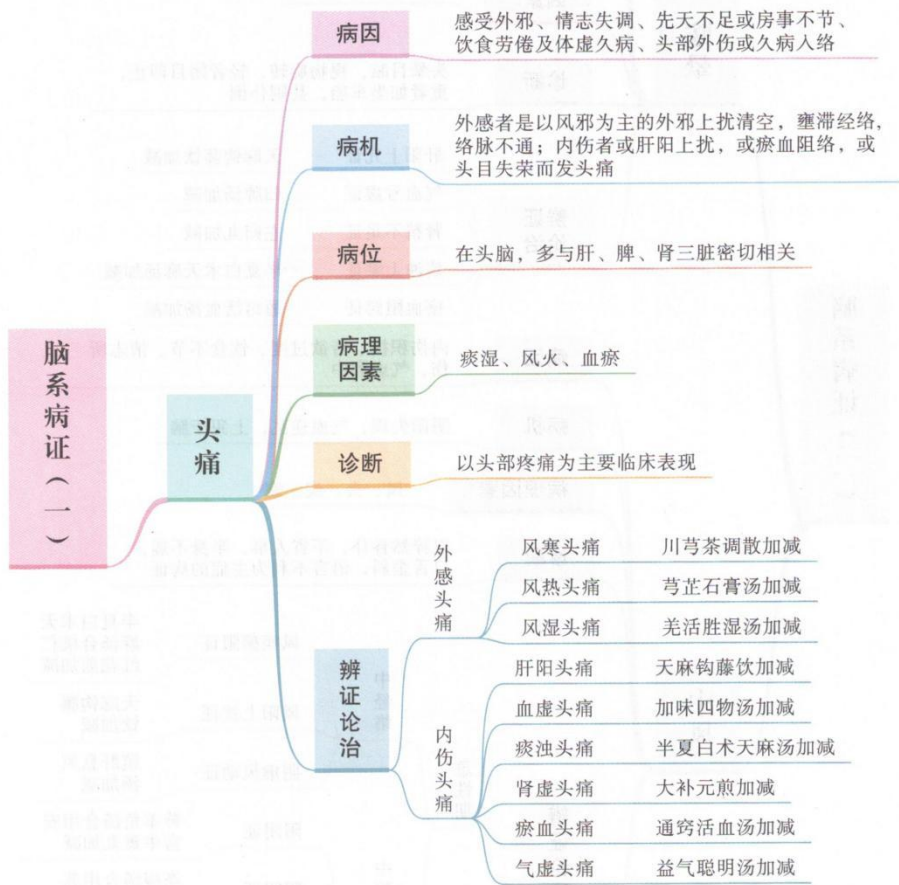 脑系病证（一）
头痛
病因
感受外邪、情志失调、先天不足或房事不节、
饮食劳倦及体虚久病、头部外伤或久病入络
病机
外感者是以风邪为主的外邪上扰清空，壅滞经络，
络脉不通；内伤者或肝阳上扰，或瘀血阻络，或
头目失荣而发头痛
病位
在头脑，多与肝、脾、肾三脏密切相关
病理
因素
痰湿、风火、血瘀
诊断
以头部疼痛为主要临床表现
辨证论治
外感头痛
风寒头痛 川芎茶调散加减
风热头痛 芎芷石膏汤加减
风湿头痛 羌活胜湿汤加减
内伤头痛
肝阳头痛 天麻钩藤饮加减
血虚头痛 加味四物汤加减
痰浊头痛 半夏白术天麻汤加减
肾虚头痛 大补元煎加减
瘀血头痛 通窍活血汤加减
气虚头痛 益气聪明汤加减